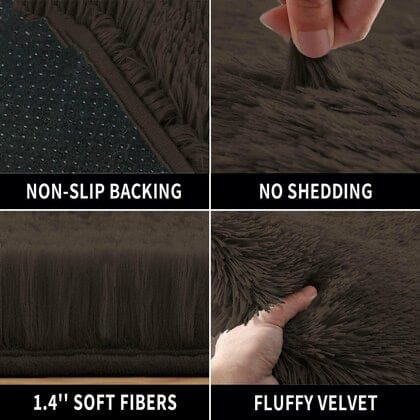 NON-SLIP BACKING
NO SHEDDING
1.4'' SOFT FIBERS
FLUFFY VELVET